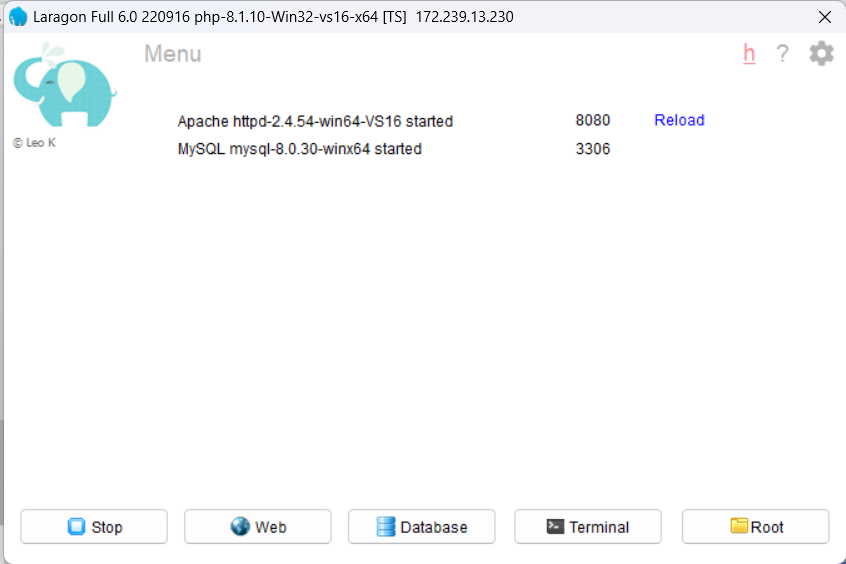 Laragon Full 6.0 220916 php-8.1.10-Win32-vs16-x64 [TS]  172.239.13.230
Menu
h ?
© Leo K
Apache httpd-2.4.54-win64-VS16 started 8080 Reload
MySQL mysql-8.0.30-winx64 started 3306
Stop Web Database Terminal Root